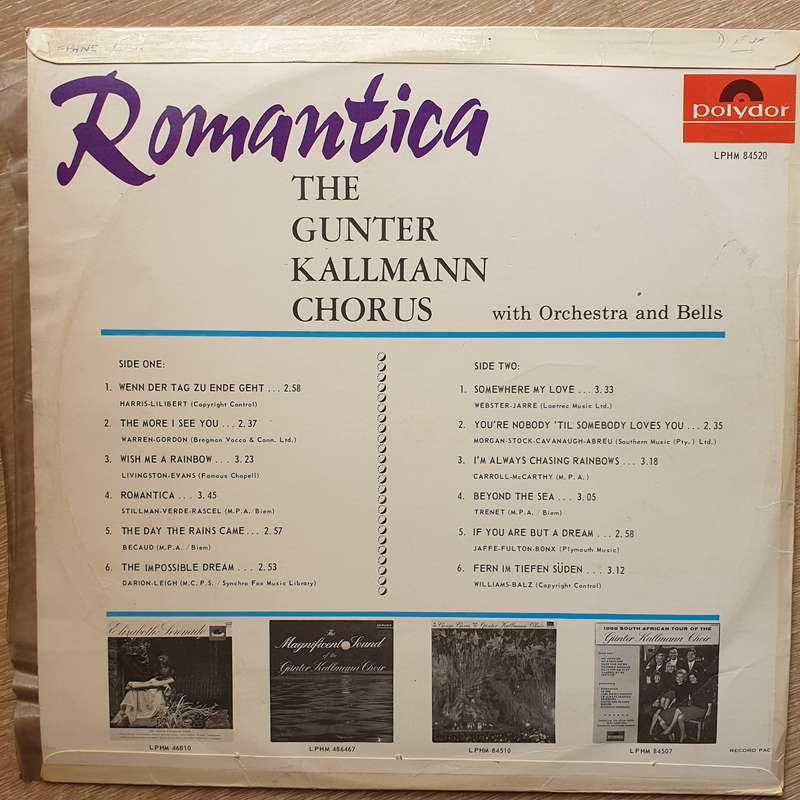 Romantica
polydor
LPHM 84520
THE
GUNTER
KALLMANN
CHORUS
with Orchestra and Bells
SIDE ONE:
1. WENN DER TAG ZU ENDE GEHT . . . 2.58
HARRIS-LILIBERT (Copyright Control)
2. THE MORE I SEE YOU . . . 2.37
WARREN-GORDON (Bregman Vocco & Conn. Ltd.)
3. WISH ME A RAINBOW . . . 3.23
LIVINGSTON-EVANS (Famous Chapell)
4. ROMANTICA . . . 3.45
STILLMAN-VERDE-RASCEL (M.P.A. /Biem)
5. THE DAY THE RAINS CAME . . . 2.57
BECAUD (M.P.A. /Biem)
6. THE IMPOSSIBLE DREAM . . . 2.53
DARION-LEIGH (M.C.P.S. / Synchro Fox Music Library)
SIDE TWO:
1. SOMEWHERE MY LOVE . . . 3.33
WEBSTER-JARRE (Laetrec Music Ltd.)
2. YOU'RE NOBODY 'TIL SOMEBODY LOVES YOU . . . 2.35
MORGAN-STOCK-CAVANAUGH-ABREU (Southern Music (Pty.) Ltd.)
3. I'M ALWAYS CHASING RAINBOWS . . . 3.18
CARROLL-McCARTHY (M.P.A.)
4. BEYOND THE SEA . . . 3.05
TRENET (M.P.A. /Biem)
5. IF YOU ARE BUT A DREAM . . . 2.58
JAFFE-FULTON-BONX (Plymouth Music)
6. FERN IM TIEFEN SÜDEN . . . 3.12
WILLIAMS-BALZ (Copyright Control)
Elizabeth Serenade
The
Magnificent Sound
of the
Günter Kallmann Choir
Günter Kallmann Choir
1968 SOUTH AFRICAN TOUR OF THE
Günter Kallmann Choir
LPHM 46810
LPHM 486467
LPHM 84510
LPHM 84507
RECORD PAC